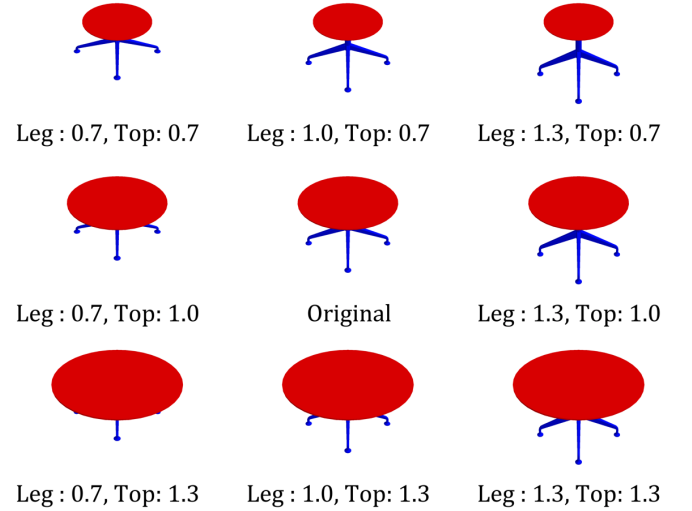 Leg : 0.7, Top: 0.7
Leg : 1.0, Top: 0.7
Leg : 1.3, Top: 0.7
Leg : 0.7, Top: 1.0
Original
Leg : 1.3, Top: 1.0
Leg : 0.7, Top: 1.3
Leg : 1.0, Top: 1.3
Leg : 1.3, Top: 1.3